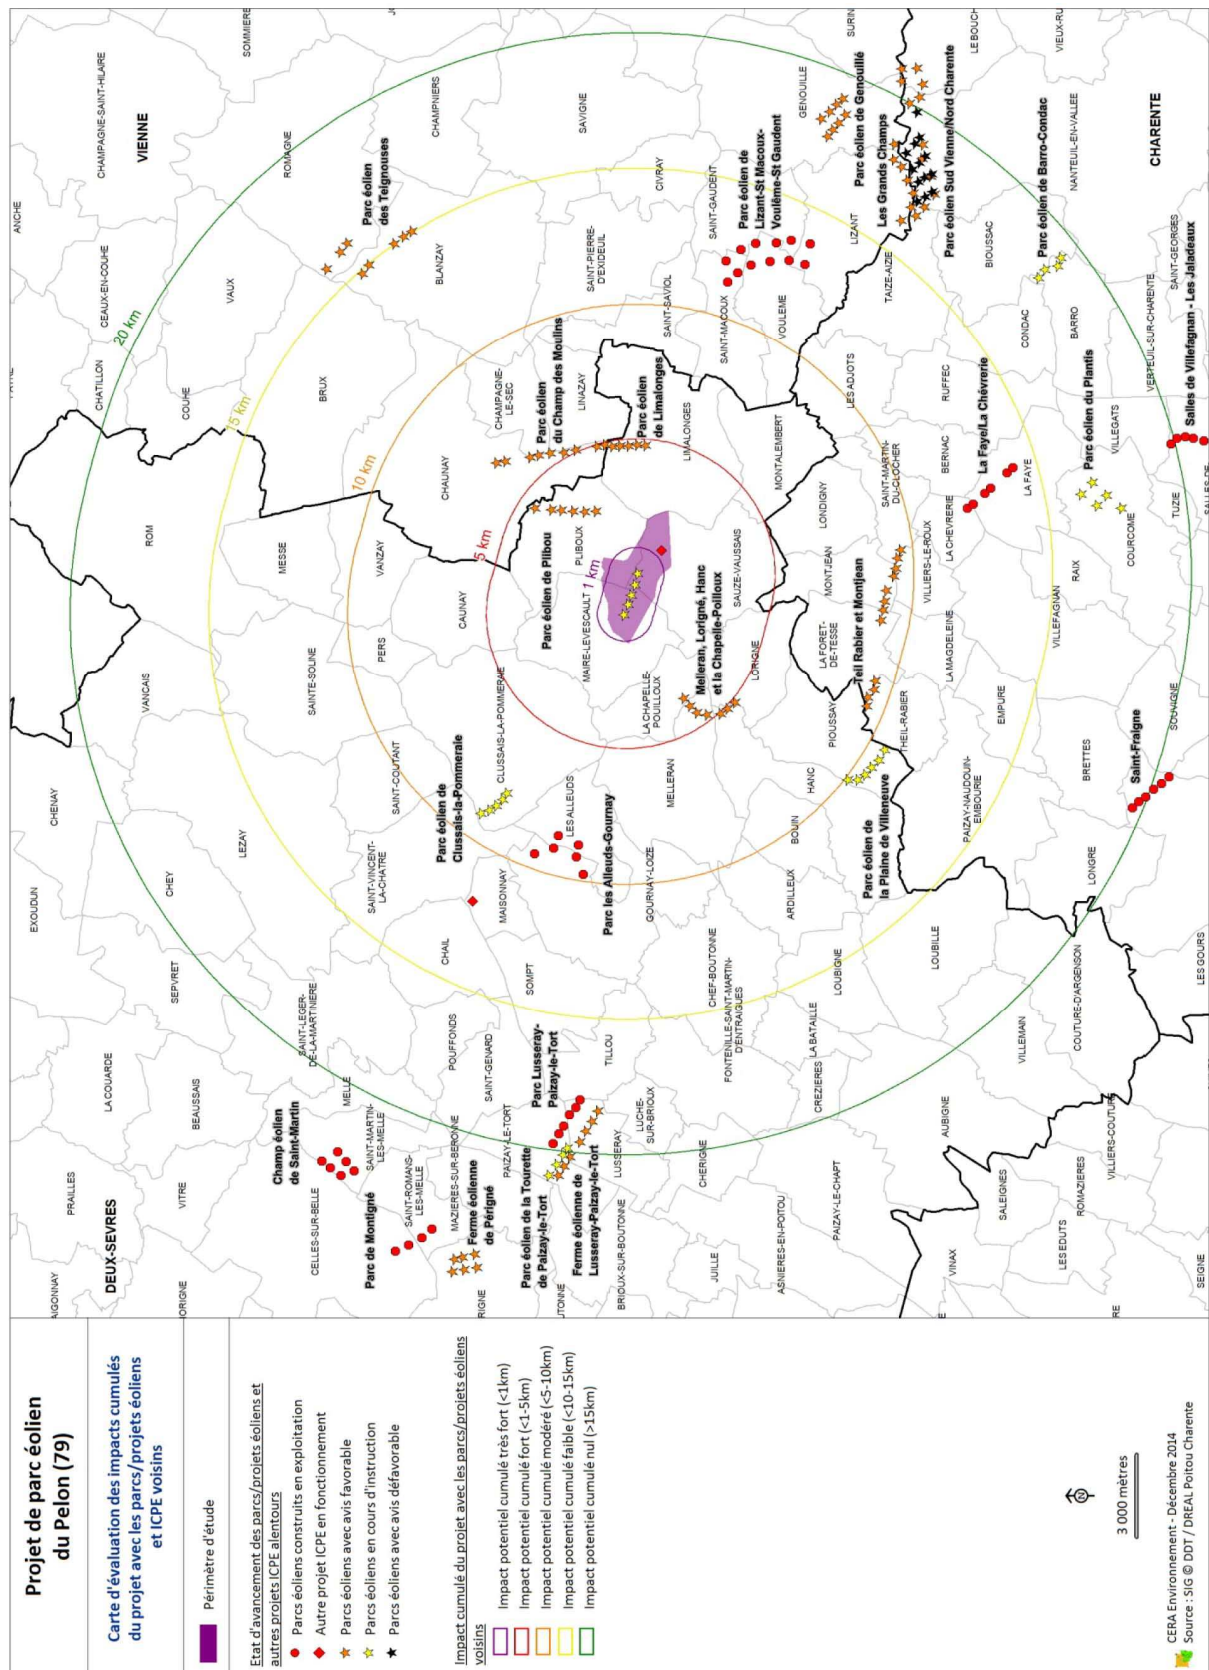 Projet de parc éolien
du Pelon (79)
Carte d'évaluation des impacts cumulés
du projet avec les parcs/projets éoliens
et ICPE voisins
Périmètre d'étude
Etat d'avancement des parcs/projets éoliens et
autres projets ICPE alentours
Parcs éoliens construits en exploitation
Autre projet ICPE en fonctionnement
Parcs éoliens avec avis favorable
Parcs éoliens en cours d'instruction
Parcs éoliens avec avis défavorable
Impact cumulé du projet avec les parcs/projets éoliens
voisins
Impact potentiel cumulé très fort (<1km)
Impact potentiel cumulé fort (<1-5km)
Impact potentiel cumulé modéré (<5-10km)
Impact potentiel cumulé faible (<10-15km)
Impact potentiel cumulé nul (>15km)
N
3 000 mètres
CERA Environnement - Décembre 2014
Source : SIG © DDT / DREAL Poitou Charente
AIGONNAY
PRAILLES
LA COUARDE
EXOUDUN
CHENAY
VANCAIS
ROM
CHATILLON
CEAUX-EN-COUHE
ANCHE
CHAMPAGNE-SAINT-HILAIRE
SOMMIERE
DEUX-SEVRES
VIENNE
VITRE
BEAUSSAIS
SEPVRET
CHEY
LEZAY
COUHE
VAUX
ROMAGNE
20 km
15 km
10 km
5 km
1 km
MESSE
SAINTE-SOLINE
BRUX
CHAMPNIERS
Champ éolien
de Saint-Martin
CELLES-SUR-BELLE
MELLE
SAINT-LEGER-
DE-LA-MARTINIERE
SAINT-VINCENT-
LA-CHATRE
SAINT-COUTANT
PERS
VANZAY
Parc éolien
des Teignouses
BLANZAY
SAVIGNE
Parc de Montigné
SAINT-MARTIN-
LES-MELLE
SAINT-ROMANS-
LES-MELLE
POUFFONDS
CHAIL
Parc éolien de
Clussais-la-Pommeraie
CLUSSAIS-LA-POMMERAIE
CAUNAY
CHAUNAY
CHAMPAGNE-
LE-SEC
MAZIERES-SUR-BERONNE
Ferme éolienne
de Périgné
SAINT-GENARD
MAISONNAY
PAIZAY-LE-TORT
SOMPT
LES ALLEUDS
Parc éolien de Plibou
PLIBOUX
Parc éolien
du Champ des Moulins
LINAZAY
SAINT-PIERRE-
D'EXIDEUIL
CIVRAY
Parc Lusseray-
Paizay-le-Tort
Parc éolien de la Tourette
de Paizay-le-Tort
Ferme éolienne de
Lusseray-Paizay-le-Tort
TILLOU
LUSSERAY
LUCHE-
SUR-BRIOUX
Parc les Alleuds-Gournay
GOURNAY-LOIZE
MAIRE-LEVESCAULT
Parc éolien
de Limalonges
LIMALONGES
SAINT-SAVIOL
SAINT-GAUDENT
BRIOUX-SUR-BOUTONNE
LA CHAPELLE-
POUILLOUX
MELLERAN
Melleran, Lorigné, Hanc
et la Chapelle-Poilloux
SAUZE-VAUSSAIS
LORIGNE
MONTALEMBERT
SAINT-MACOUX
VOULEME
Parc éolien de
Lizant-St Macoux-
Voulême-St Gaudent
GENOUILLE
SURIN
Parc éolien de Genouillé
CHERIGNE
JUILLE
CHEF-BOUTONNE
FONTENILLE-SAINT-MARTIN-
D'ENTRAIGUES
ARDILLEUX
BOUIN
HANC
PIOUSSAY
LA FORET-
DE-TESSE
MONTJEAN
LONDIGNY
LES ADJOTS
LIZANT
TAIZE-AIZIE
Les Grands Champs
Parc éolien Sud Vienne/Nord Charente
ASNIERES-EN-POITOU
CREZIERES
LA BATAILLE
LOUBIGNE
PAIZAY-LE-CHAPT
Parc éolien de
la Plaine de Villeneuve
THEIL-RABIER
Teil Rabier et Montjean
SAINT-MARTIN-
DU-CLOCHER
VILLIERS-LE-ROUX
BERNAC
RUFFEC
BIOUSSAC
LE BOUCH
AUBIGNE
LOUBILLE
LA MAGDELEINE
LA CHEVRERIE
La Faye/La Chévrerie
LA FAYE
CONDAC
Parc éolien de Barro-Condac
NANTEUIL-EN-VALLEE
VIEUX-RU
VINAX
SALEIGNES
VILLEMAIN
PAIZAY-NAUDOUIN-
EMBOURIE
EMPURE
VILLEFAGNAN
RAIX
Parc éolien du Plantis
COURCOME
VILLEGATS
BARRO
COUTURE-D'ARGENSON
LES EDUTS
ROMAZIERES
VILLIERS-COUTURE
LONGRE
BRETTES
Saint-Fraigne
SOUVIGNE
TUZIE
VERTEUIL-SUR-CHARENTE
SAINT-GEORGES
CHARENTE
Salles de Villefagnan - Les Jaladeaux
SALLES-DE
LES GOURS
SEIGNE